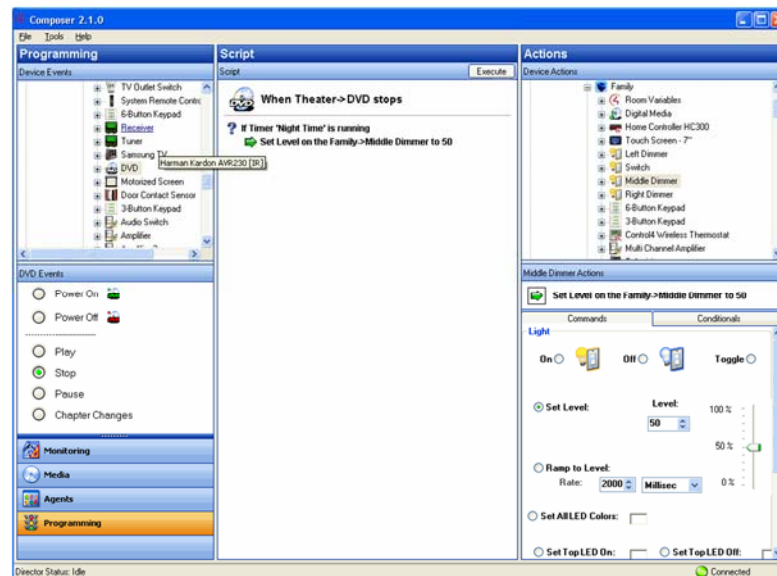 Composer 2.1.0
File Tools Help
Programming
Device Events
TV Outlet Switch
System Remote Contro
6-Button Keypad
Receiver
Tuner
Samsung TV
Harman Kardon AVR230 [IR]
DVD
Motorized Screen
Door Contact Sensor
3-Button Keypad
Audio Switch
Amplifier
DVD Events
Power On
Power Off
Play
Stop
Pause
Chapter Changes
Monitoring
Media
Agents
Programming
Director Status: Idle
Script
Script
Execute
When Theater->DVD stops
? If Timer 'Night Time' is running
Set Level on the Family->Middle Dimmer to 50
Actions
Device Actions
Family
Room Variables
Digital Media
Home Controller HC300
Touch Screen - 7"
Left Dimmer
Switch
Middle Dimmer
Right Dimmer
6-Button Keypad
3-Button Keypad
Control4 Wireless Thermostat
Multi Channel Amplifier
Middle Dimmer Actions
Set Level on the Family->Middle Dimmer to 50
Commands Conditionals
Light
On Off Toggle
Set Level: Level: 100 %
50 50 %
Ramp to Level:
Rate: 2000 Millisec 0 %
Set All LED Colors:
Set Top LED On: Set Top LED Off:
Connected